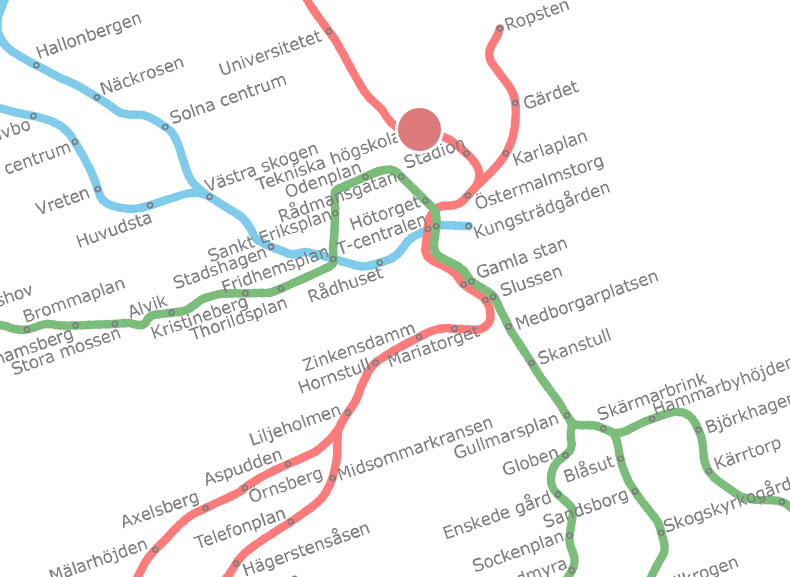 Ropsten
Hallonbergen
Universitetet
Näckrosen
Gärdet
Solna centrum
centrum
Tekniska högskola
Stadion
Karlaplan
Västra skogen
Odenplan
Östermalmstorg
Vreten
Rådmansgatan
Kungsträdgården
Huvudsta
Hötorget
Sankt Eriksplan
T-centralen
Stadshagen
Fridhemsplan
Gamla stan
Rådhuset
Slussen
Brommaplan
Alvik
Kristineberg
Thorildsplan
Medborgarplatsen
Stora mossen
Zinkensdamm
Mariatorget
Skanstull
Hornstull
Liljeholmen
Skärmarbrink
Hammarbyhöjden
Gullmarsplan
Björkhagen
Aspudden
Midsommarkransen
Globen
Blåsut
Kärrtorp
Örnsberg
Axelsberg
Enskede gård
Sandsborg
Telefonplan
Skogskyrkogård
Mälarhöjden
Hägerstensåsen
Sockenplan